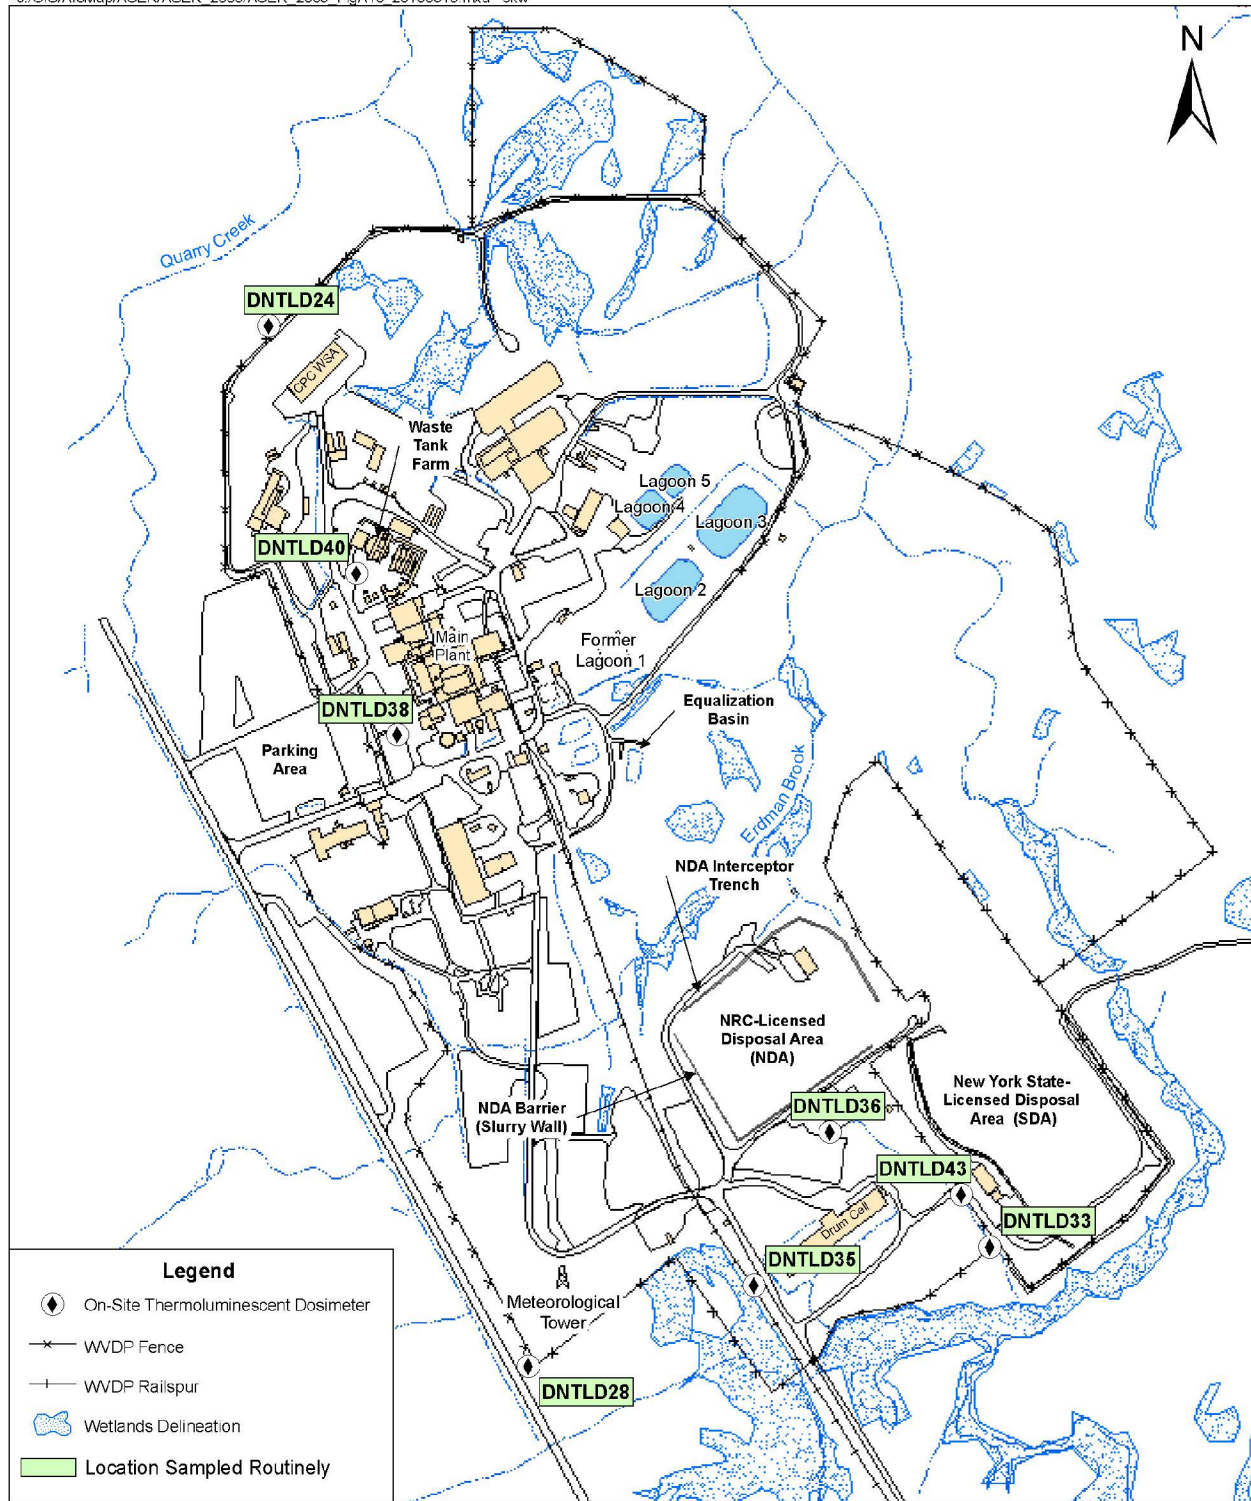 N
Quarry Creek
DNTLD24
CPC WSA
Waste
Tank
Farm
Lagoon 5
Lagoon 4
Lagoon 3
DNTLD40
Lagoon 2
Main
Plant
Former
Lagoon 1
DNTLD38
Equalization
Basin
Parking
Area
Erdman Brook
NDA Interceptor
Trench
NRC-Licensed
Disposal Area
(NDA)
New York State-
Licensed Disposal
Area (SDA)
NDA Barrier
(Slurry Wall)
DNTLD36
DNTLD43
DNTLD33
Drum Cell
DNTLD35
Meteorological
Tower
DNTLD28
Legend
On-Site Thermoluminescent Dosimeter
WVDP Fence
WVDP Railspur
Wetlands Delineation
Location Sampled Routinely